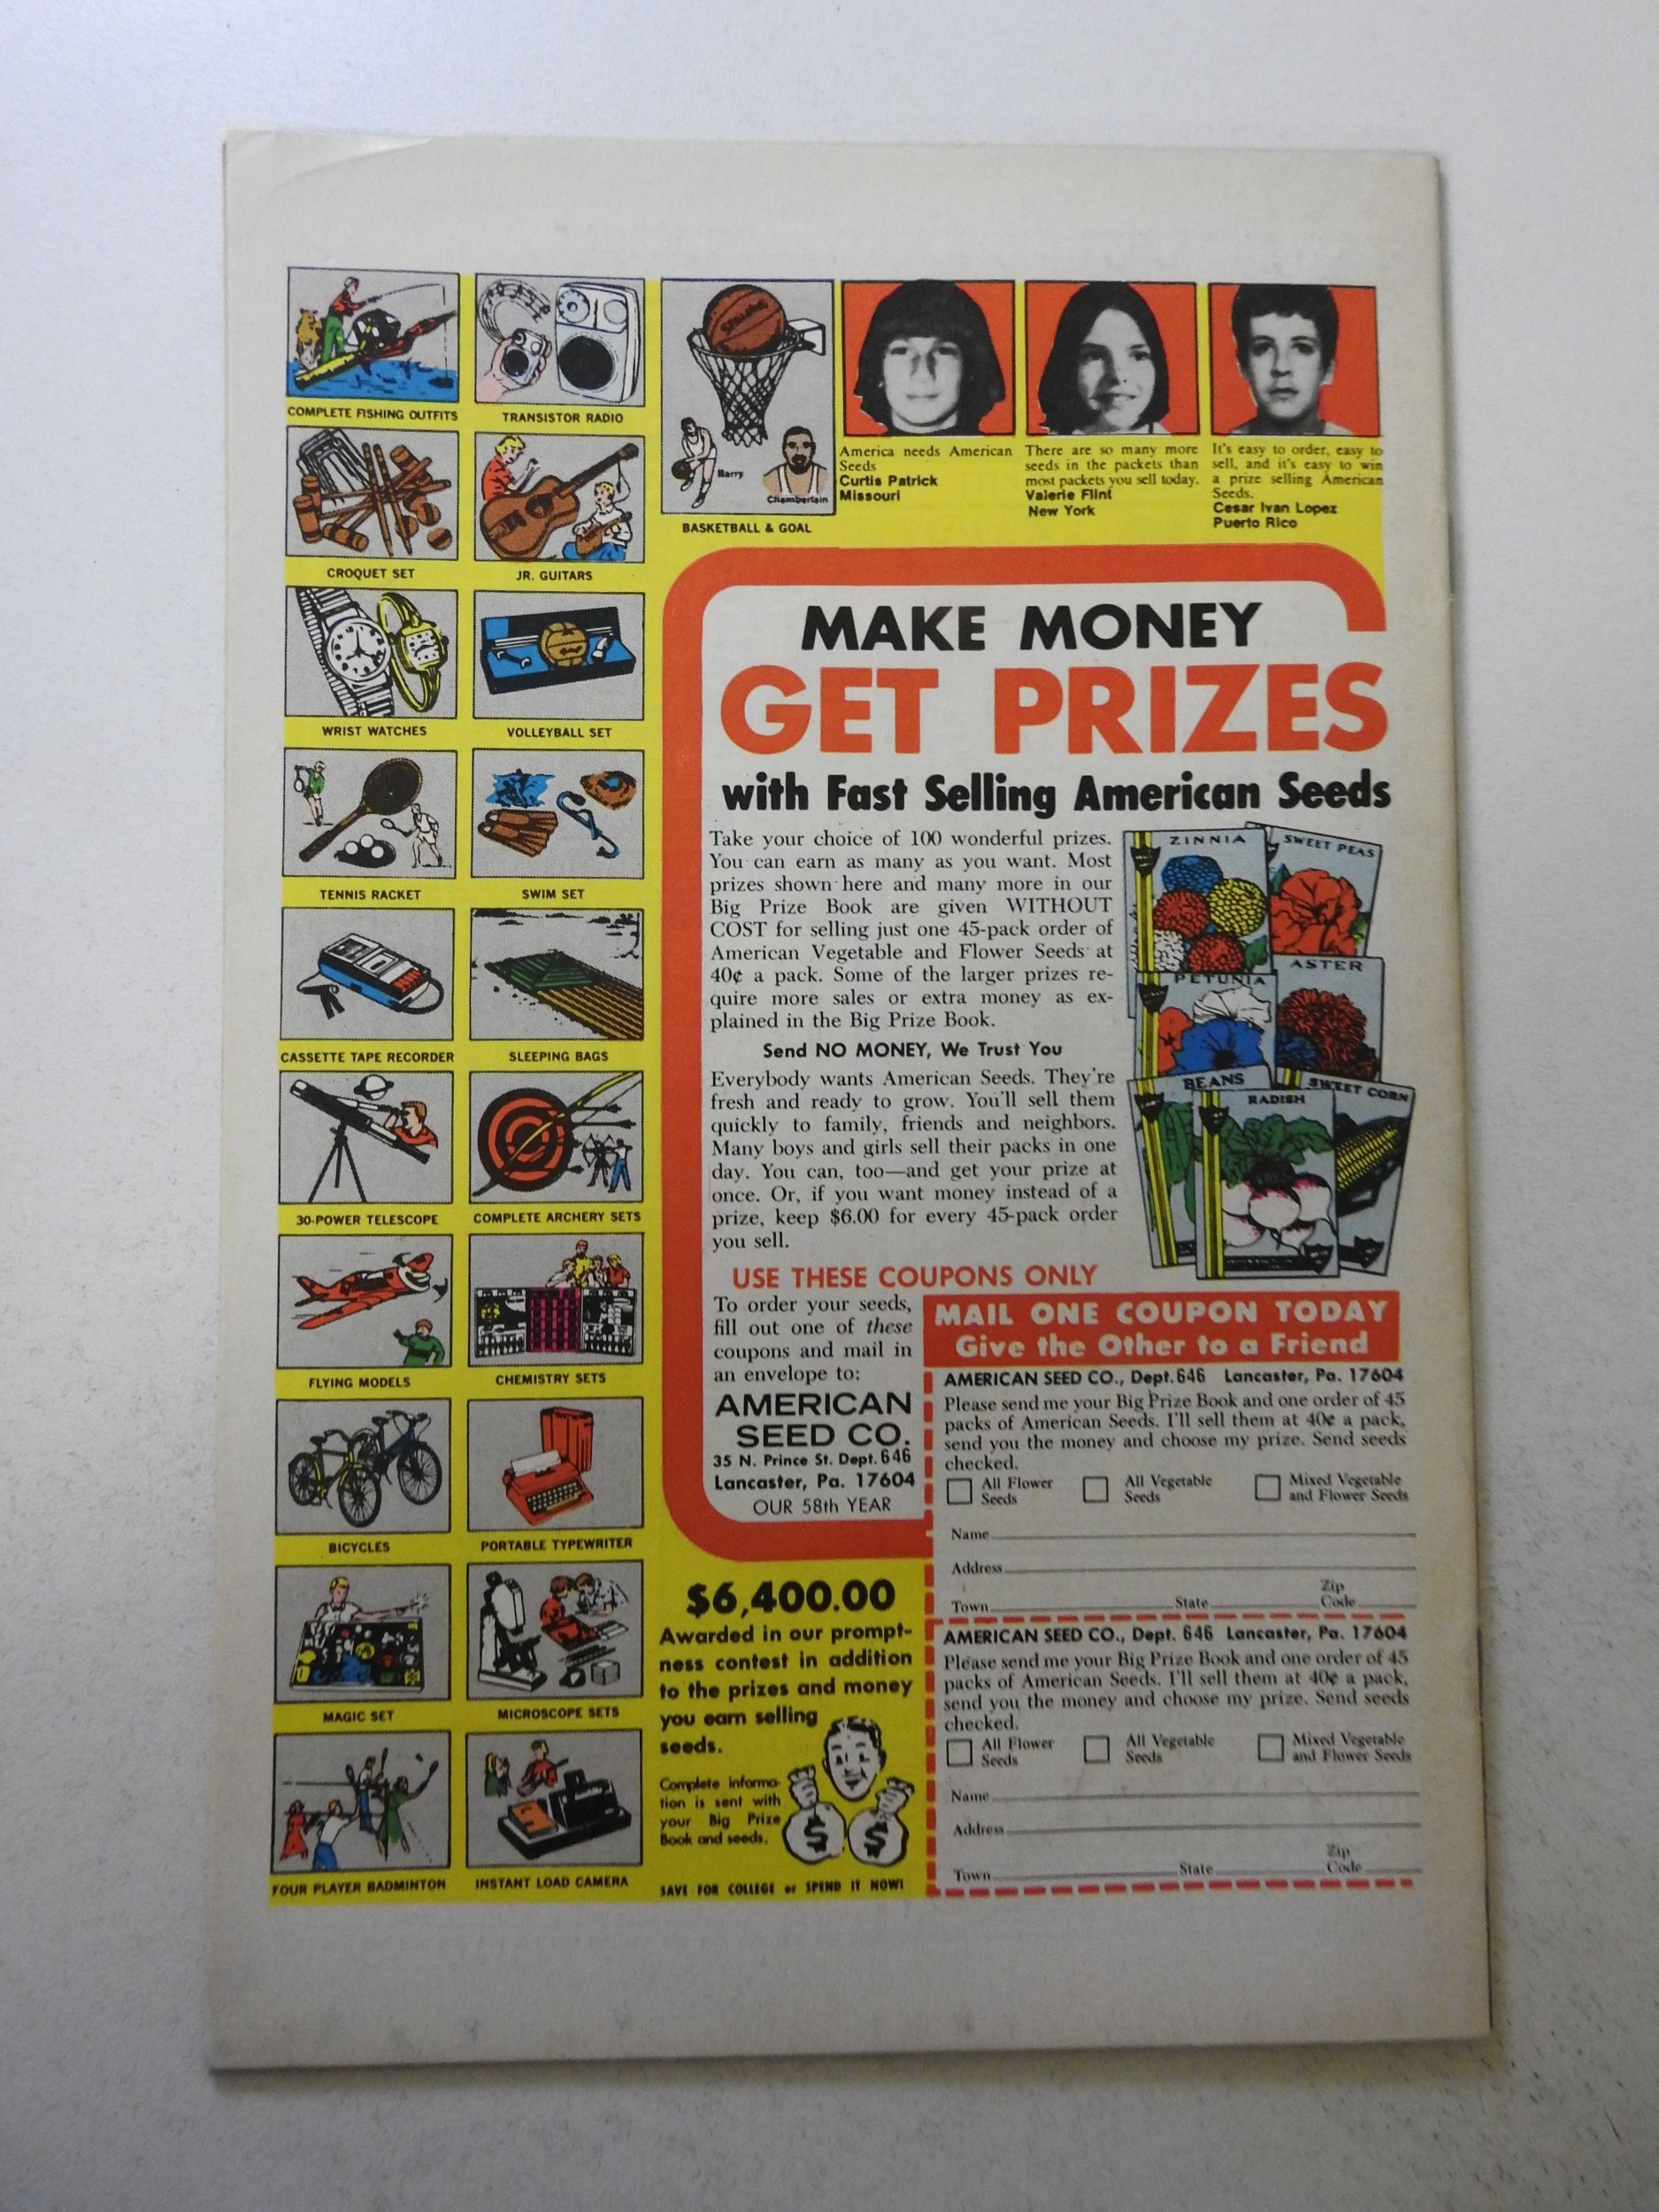 COMPLETE FISHING OUTFITS
TRANSISTOR RADIO
CROQUET SET
JR. GUITARS
WRIST WATCHES
VOLLEYBALL SET
TENNIS RACKET
SWIM SET
CASSETTE TAPE RECORDER
SLEEPING BAGS
30-POWER TELESCOPE
COMPLETE ARCHERY SETS
FLYING MODELS
CHEMISTRY SETS
BICYCLES
PORTABLE TYPEWRITER
MAGIC SET
MICROSCOPE SETS
FOUR PLAYER BADMINTON
INSTANT LOAD CAMERA
SPALDING
Barry
Chamberlain
BASKETBALL & GOAL
America needs American
Seeds
Curtis Patrick
Missouri
There are so many more
seeds in the packets than
most packets you sell today.
Valerie Flint
New York
It's easy to order, easy to
sell, and it's easy to win
a prize selling American
Seeds.
Cesar Ivan Lopez
Puerto Rico
MAKE MONEY
GET PRIZES
with Fast Selling American Seeds
Take your choice of 100 wonderful prizes.
You can earn as many as you want. Most
prizes shown here and many more in our
Big Prize Book are given WITHOUT
COST for selling just one 45-pack order of
American Vegetable and Flower Seeds at
40¢ a pack. Some of the larger prizes re-
quire more sales or extra money as ex-
plained in the Big Prize Book.
Send NO MONEY, We Trust You
Everybody wants American Seeds. They're
fresh and ready to grow. You'll sell them
quickly to family, friends and neighbors.
Many boys and girls sell their packs in one
day. You can, too—and get your prize at
once. Or, if you want money instead of a
prize, keep $6.00 for every 45-pack order
you sell.
ZINNIA
SWEET PEAS
PETUNIA
ASTER
BEANS
RADISH
SWEET CORN
USE THESE COUPONS ONLY
To order your seeds,
fill out one of these
coupons and mail in
an envelope to:
AMERICAN
SEED CO.
35 N. Prince St. Dept. 646
Lancaster, Pa. 17604
OUR 58th YEAR
$6,400.00
Awarded in our prompt-
ness contest in addition
to the prizes and money
you earn selling
seeds.
Complete informa-
tion is sent with
your Big Prize
Book and seeds.
$ $
SAVE FOR COLLEGE or SPEND IT NOW!
MAIL ONE COUPON TODAY
Give the Other to a Friend
AMERICAN SEED CO., Dept. 646 Lancaster, Pa. 17604
Please send me your Big Prize Book and one order of 45
packs of American Seeds. I'll sell them at 40¢ a pack,
send you the money and choose my prize. Send seeds
checked.
All Flower
Seeds
All Vegetable
Seeds
Mixed Vegetable
and Flower Seeds
Name
Address
Town State Zip
Code
AMERICAN SEED CO., Dept. 646 Lancaster, Pa. 17604
Please send me your Big Prize Book and one order of 45
packs of American Seeds. I'll sell them at 40¢ a pack,
send you the money and choose my prize. Send seeds
checked.
All Flower
Seeds
All Vegetable
Seeds
Mixed Vegetable
and Flower Seeds
Name
Address
Town State Zip
Code